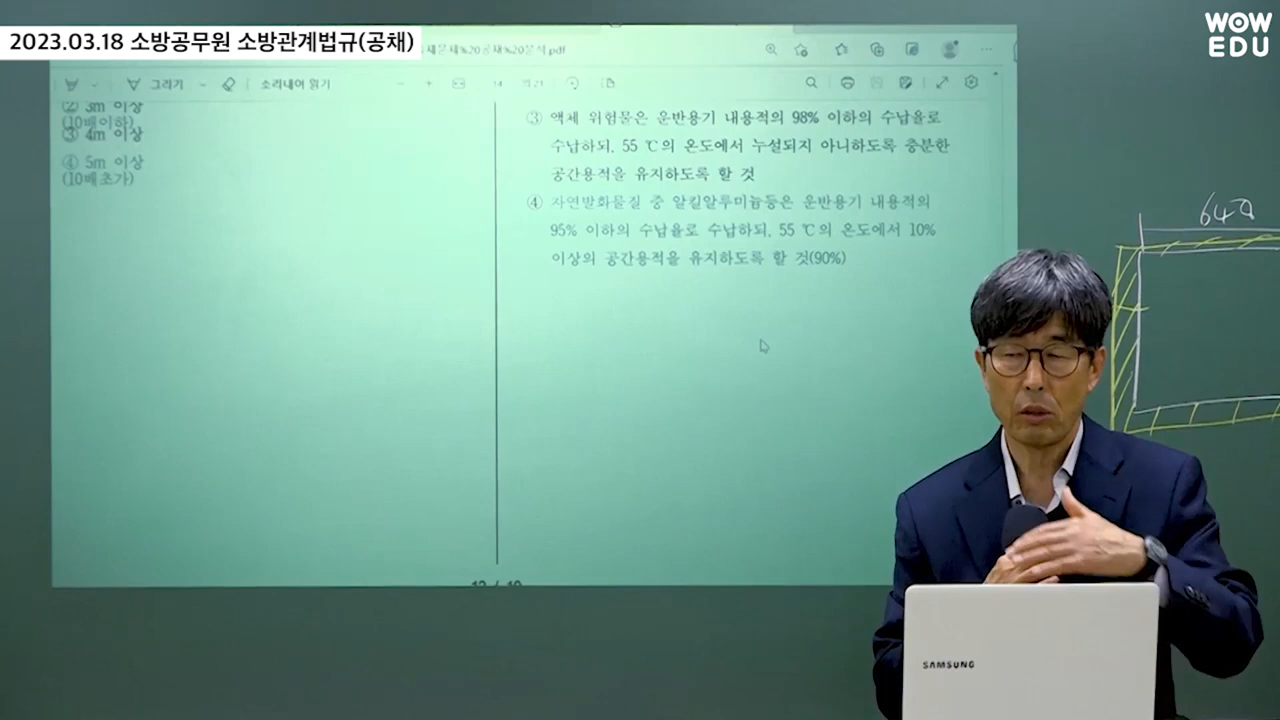 2023.03.18 소방공무원 소방관계법규(공채)
WOW
EDU
그리기
소리내어 읽기
② 3m 이상
(10배이하)
③ 4m 이상
④ 5m 이상
(10배초가)
③ 액체 위험물은 운반용기 내용적의 98% 이하의 수납율로
수납하되, 55 ℃의 온도에서 누설되지 아니하도록 충분한
공간용적을 유지하도록 할 것
④ 자연발화물질 중 알킬알루미늄등은 운반용기 내용적의
95% 이하의 수납율로 수납하되, 55 ℃의 온도에서 10%
이상의 공간용적을 유지하도록 할 것(90%)
SAMSUNG